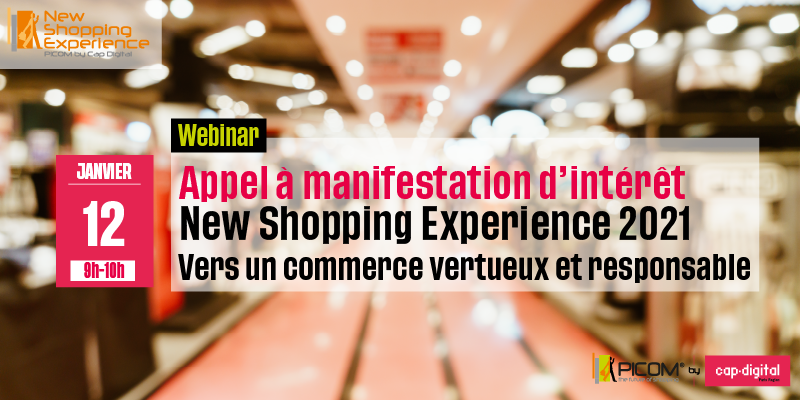 New
Shopping
Experience
PICOM by Cap Digital
Webinar
JANVIER
12
9h-10h
Appel à manifestation d'intérêt
New Shopping Experience 2021
Vers un commerce vertueux et responsable
PICOM® by
cap·digital